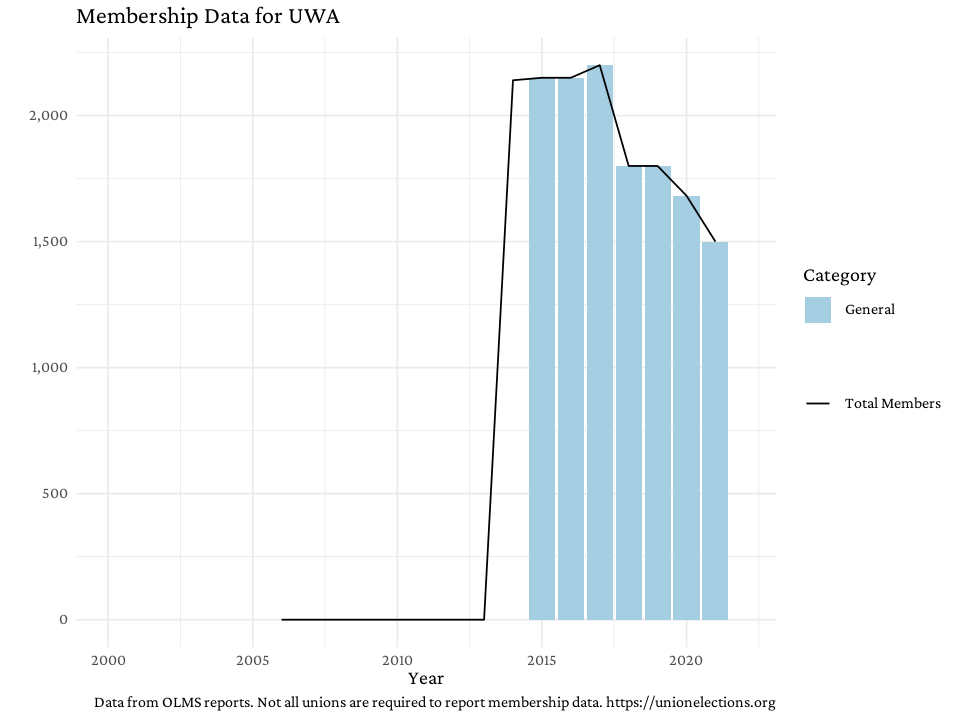 Membership Data for UWA
2,000
1,500
1,000
500
0
2000 2005 2010 2015 2020
Year
Category
General
Total Members
Data from OLMS reports. Not all unions are required to report membership data. https://unionelections.org